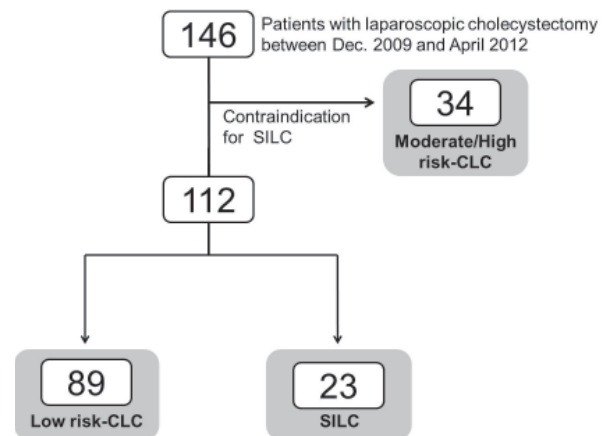 146
Patients with laparoscopic cholecystectomy
between Dec. 2009 and April 2012
Contraindication
for SILC
34
Moderate/High
risk-CLC
112
89
Low risk-CLC
23
SILC